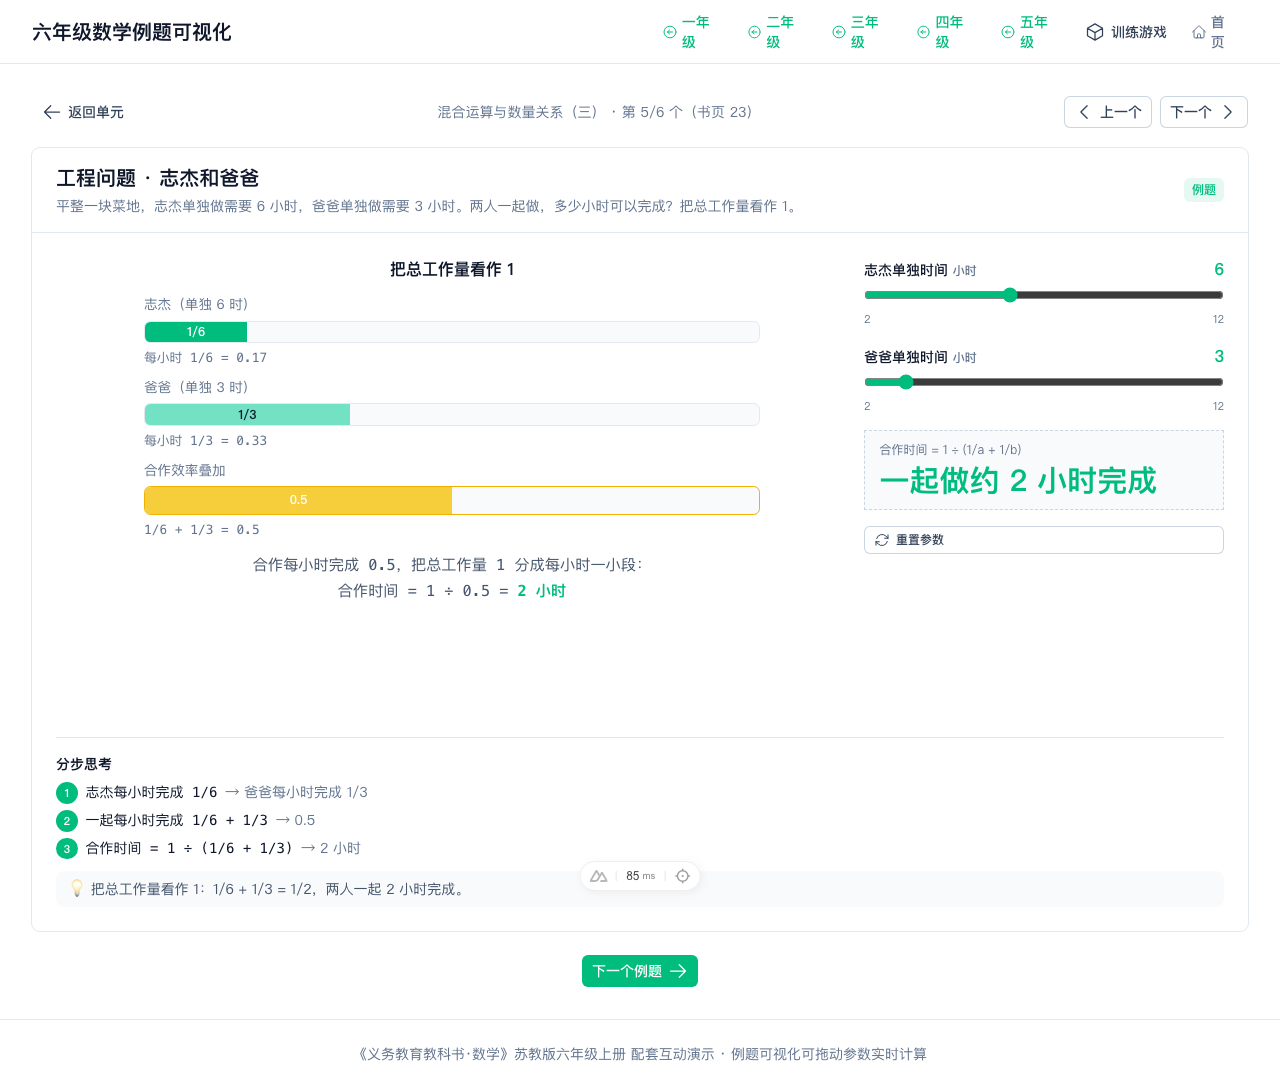 六年级数学例题可视化
一年级
二年级
三年级
四年级
五年级
训练游戏
首页
返回单元
混合运算与数量关系（三） · 第 5/6 个（书页 23）
上一个
下一个
工程问题 · 志杰和爸爸
例题
平整一块菜地，志杰单独做需要 6 小时，爸爸单独做需要 3 小时。两人一起做，多少小时可以完成？把总工作量看作 1。
把总工作量看作 1
志杰（单独 6 时）
1/6
每小时 1/6 = 0.17
爸爸（单独 3 时）
1/3
每小时 1/3 = 0.33
合作效率叠加
0.5
1/6 + 1/3 = 0.5
合作每小时完成 0.5，把总工作量 1 分成每小时一小段：
合作时间 = 1 ÷ 0.5 = 2 小时
志杰单独时间 小时 6
2 12
爸爸单独时间 小时 3
2 12
合作时间 = 1 ÷ (1/a + 1/b)
一起做约 2 小时完成
重置参数
分步思考
1 志杰每小时完成 1/6 → 爸爸每小时完成 1/3
2 一起每小时完成 1/6 + 1/3 → 0.5
3 合作时间 = 1 ÷ (1/6 + 1/3) → 2 小时
85 ms
💡 把总工作量看作 1：1/6 + 1/3 = 1/2，两人一起 2 小时完成。
下一个例题 →
《义务教育教科书·数学》苏教版六年级上册 配套互动演示 · 例题可视化可拖动参数实时计算